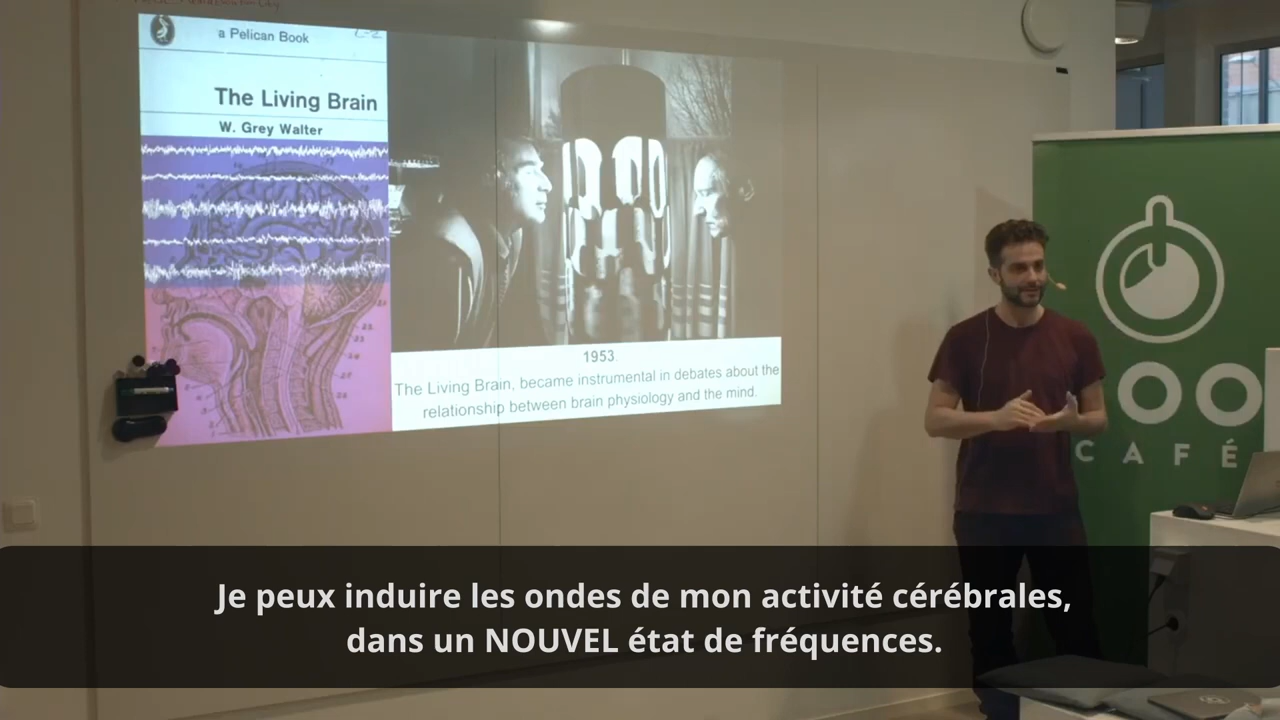 a Pelican Book
The Living Brain
W. Grey Walter
1953.
The Living Brain, became instrumental in debates about the
relationship between brain physiology and the mind.
OO
CAFÉ
Je peux induire les ondes de mon activité cérébrales,
dans un NOUVEL état de fréquences.